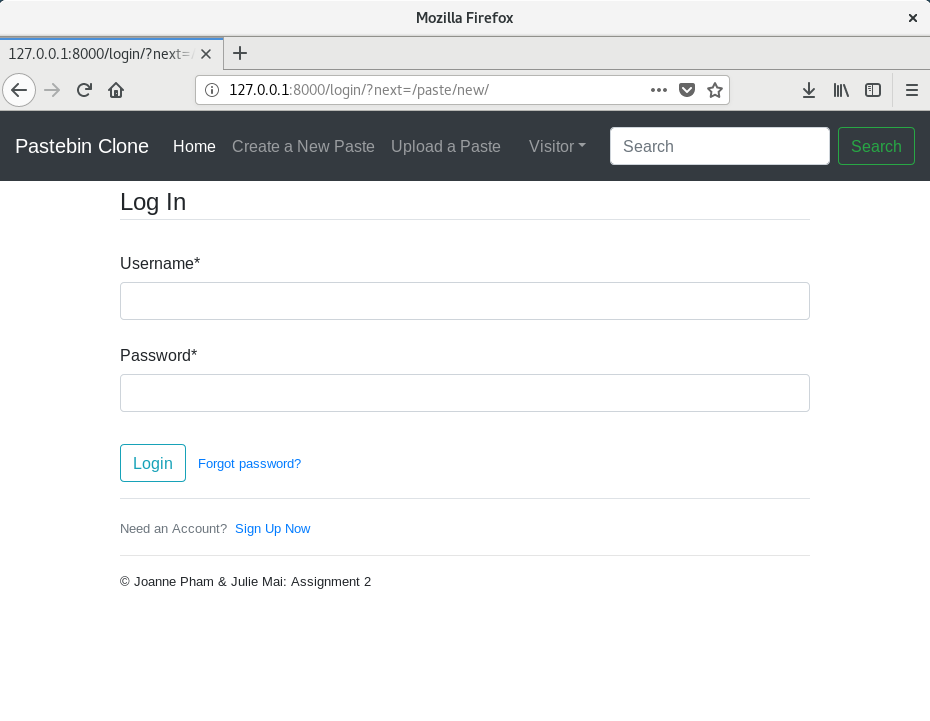 Mozilla Firefox
127.0.0.1:8000/login/?next=/
127.0.0.1:8000/login/?next=/paste/new/
Pastebin Clone Home Create a New Paste Upload a Paste Visitor Search Search
Log In
Username*
Password*
Login Forgot password?
Need an Account? Sign Up Now
© Joanne Pham & Julie Mai: Assignment 2